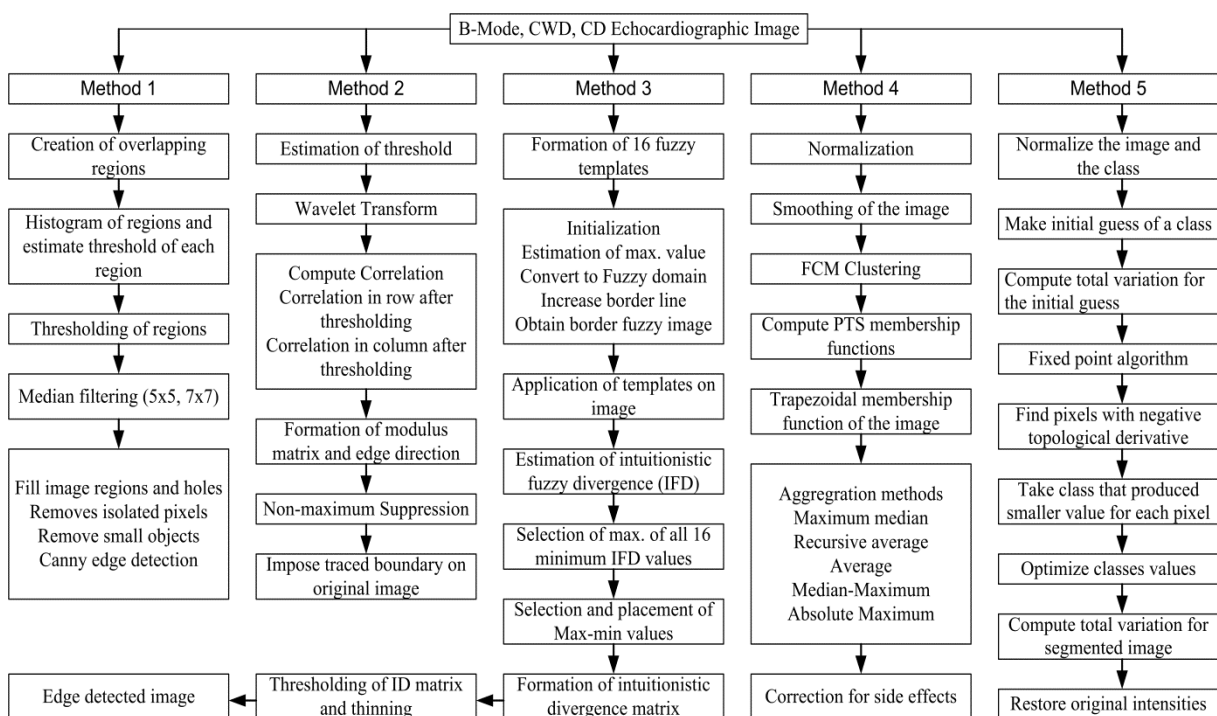 B-Mode, CWD, CD Echocardiographic Image
Method 1
Creation of overlapping
regions
Histogram of regions and
estimate threshold of each
region
Thresholding of regions
Median filtering (5x5, 7x7)
Fill image regions and holes
Removes isolated pixels
Remove small objects
Canny edge detection
Method 2
Estimation of threshold
Wavelet Transform
Compute Correlation
Correlation in row after
thresholding
Correlation in column after
thresholding
Formation of modulus
matrix and edge direction
Non-maximum Suppression
Impose traced boundary on
original image
Method 3
Formation of 16 fuzzy
templates
Initialization
Estimation of max. value
Convert to Fuzzy domain
Increase border line
Obtain border fuzzy image
Application of templates on
image
Estimation of intuitionistic
fuzzy divergence (IFD)
Selection of max. of all 16
minimum IFD values
Selection and placement of
Max-min values
Formation of intuitionistic
divergence matrix
Thresholding of ID matrix
and thinning
Edge detected image
Method 4
Normalization
Smoothing of the image
FCM Clustering
Compute PTS membership
functions
Trapezoidal membership
function of the image
Aggregration methods
Maximum median
Recursive average
Average
Median-Maximum
Absolute Maximum
Correction for side effects
Method 5
Normalize the image and
the class
Make initial guess of a class
Compute total variation for
the initial guess
Fixed point algorithm
Find pixels with negative
topological derivative
Take class that produced
smaller value for each pixel
Optimize classes values
Compute total variation for
segmented image
Restore original intensities